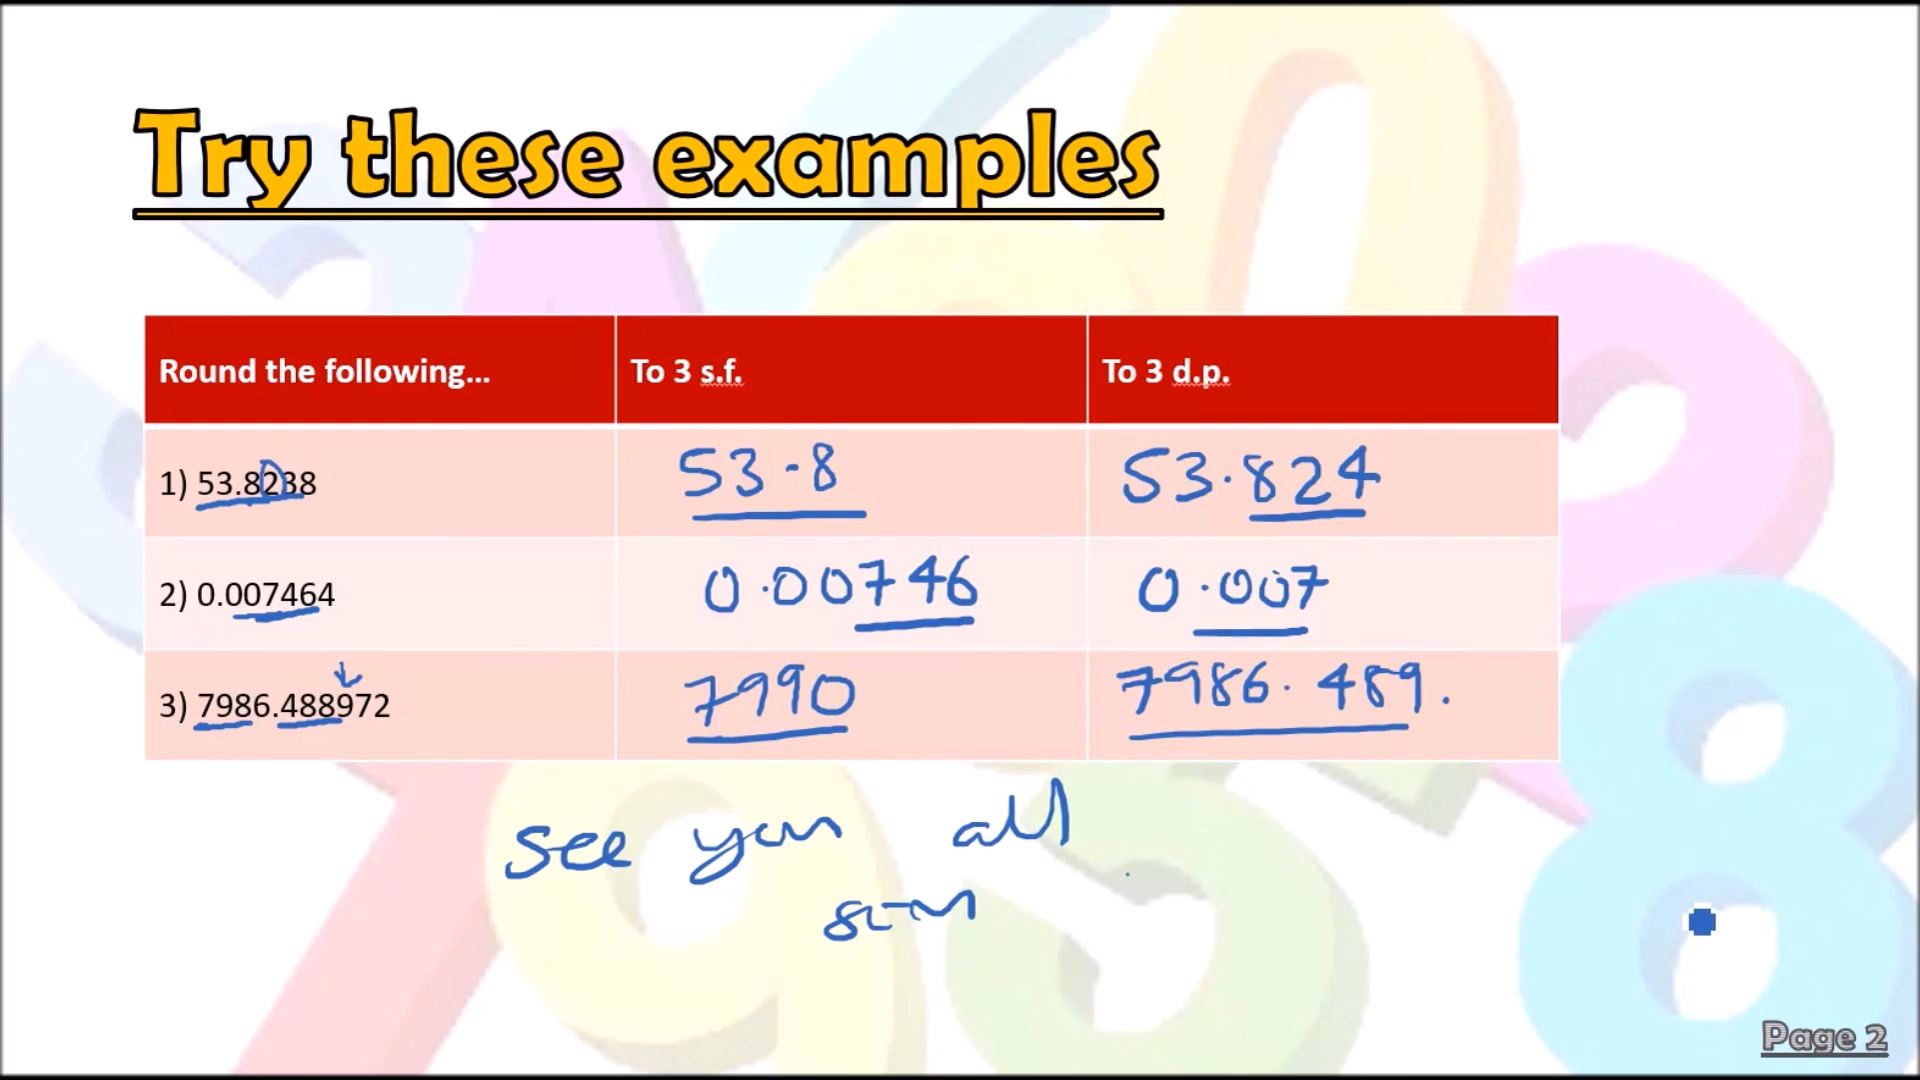 Try these examples
Round the following... To 3 s.f. To 3 d.p.
1) 53.8238 53.8 53.824
2) 0.007464 0.00746 0.007
3) 7986.488972 7990 7986.489.
see you all
Page 2